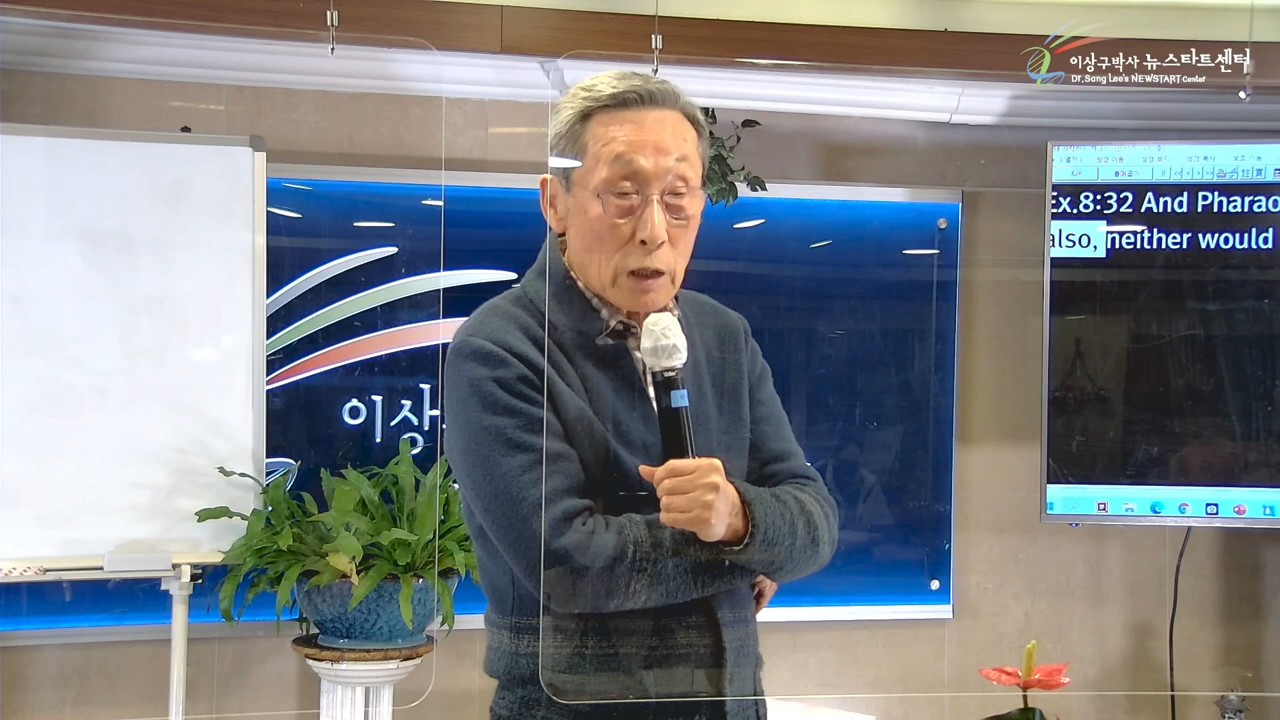 이상구박사 뉴스타트센터
Dr. Sang Lee's NEWSTART Center
Ex.8:32 And Pharao
also, neither would
이상